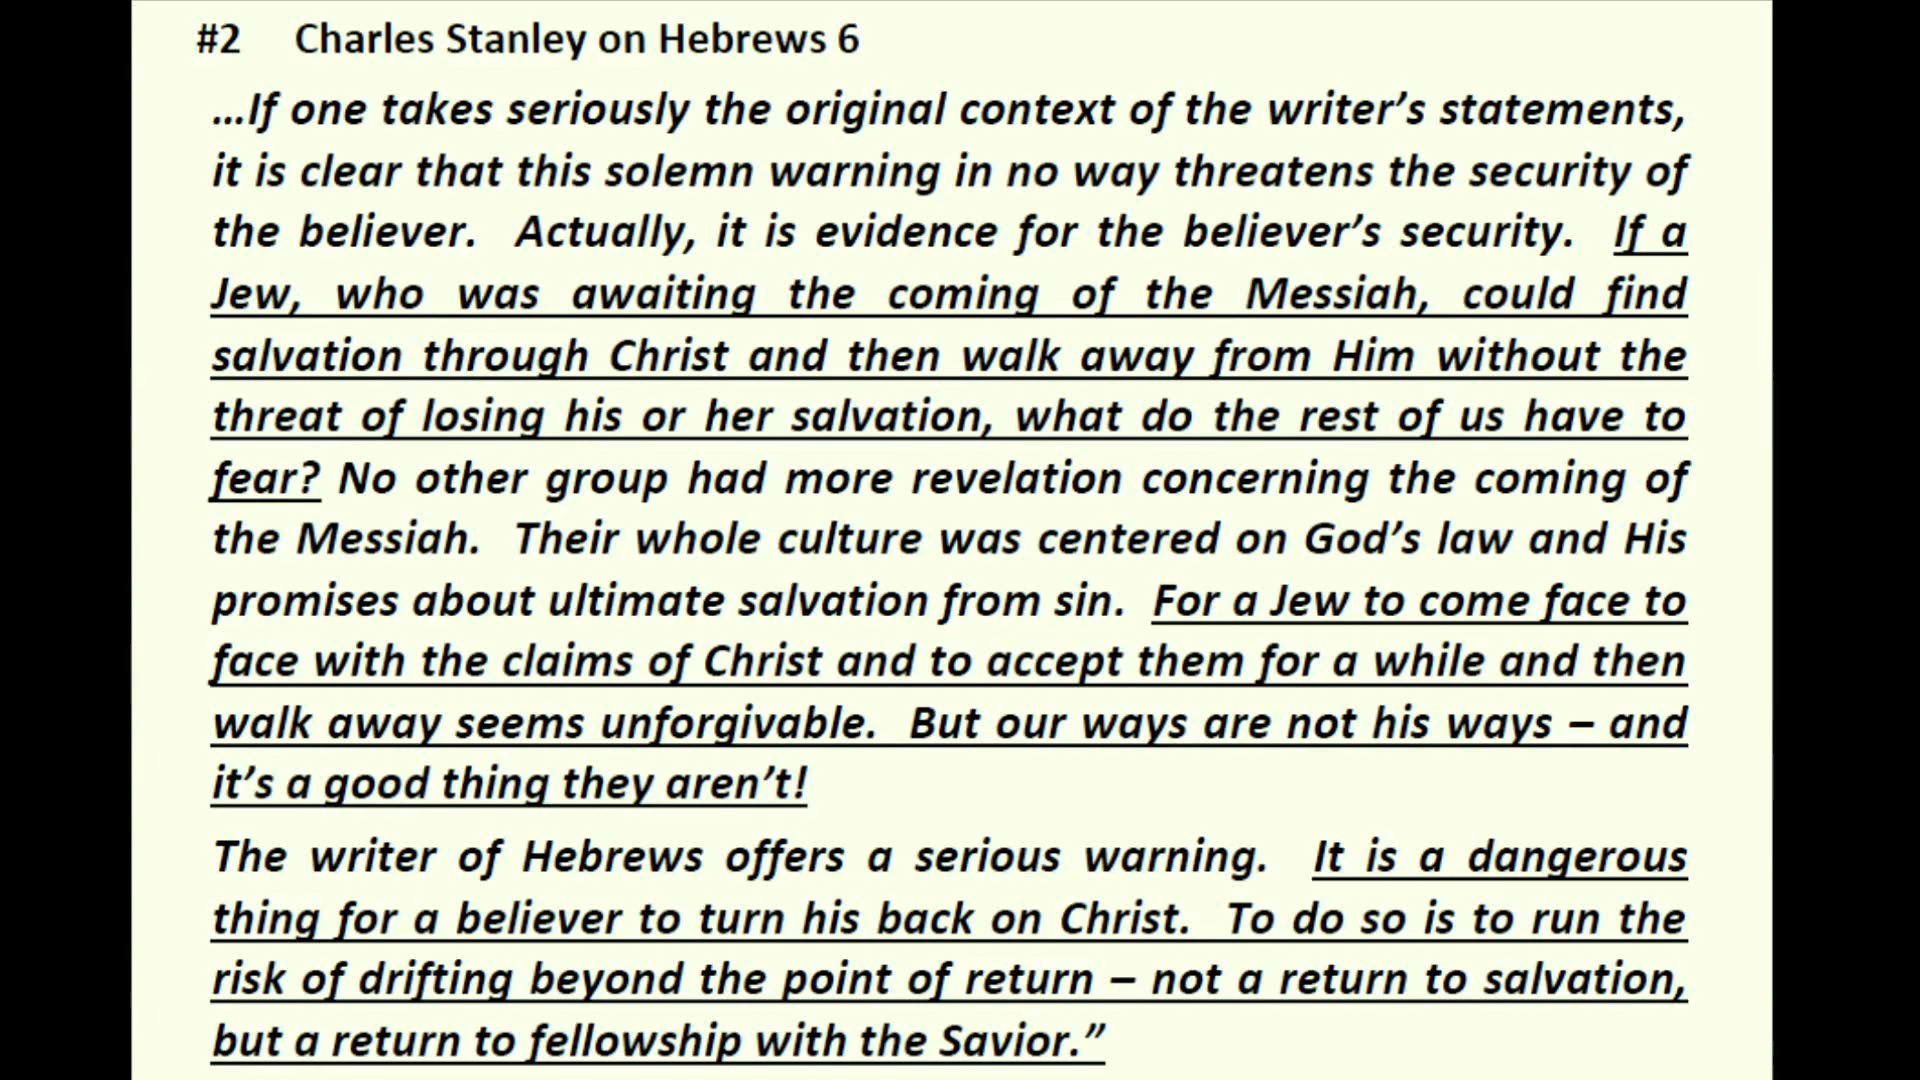 #2 Charles Stanley on Hebrews 6
...If one takes seriously the original context of the writer’s statements,
it is clear that this solemn warning in no way threatens the security of
the believer. Actually, it is evidence for the believer’s security. If a
Jew, who was awaiting the coming of the Messiah, could find
salvation through Christ and then walk away from Him without the
threat of losing his or her salvation, what do the rest of us have to
fear? No other group had more revelation concerning the coming of
the Messiah. Their whole culture was centered on God’s law and His
promises about ultimate salvation from sin. For a Jew to come face to
face with the claims of Christ and to accept them for a while and then
walk away seems unforgivable. But our ways are not his ways – and
it’s a good thing they aren’t!
The writer of Hebrews offers a serious warning. It is a dangerous
thing for a believer to turn his back on Christ. To do so is to run the
risk of drifting beyond the point of return – not a return to salvation,
but a return to fellowship with the Savior.”